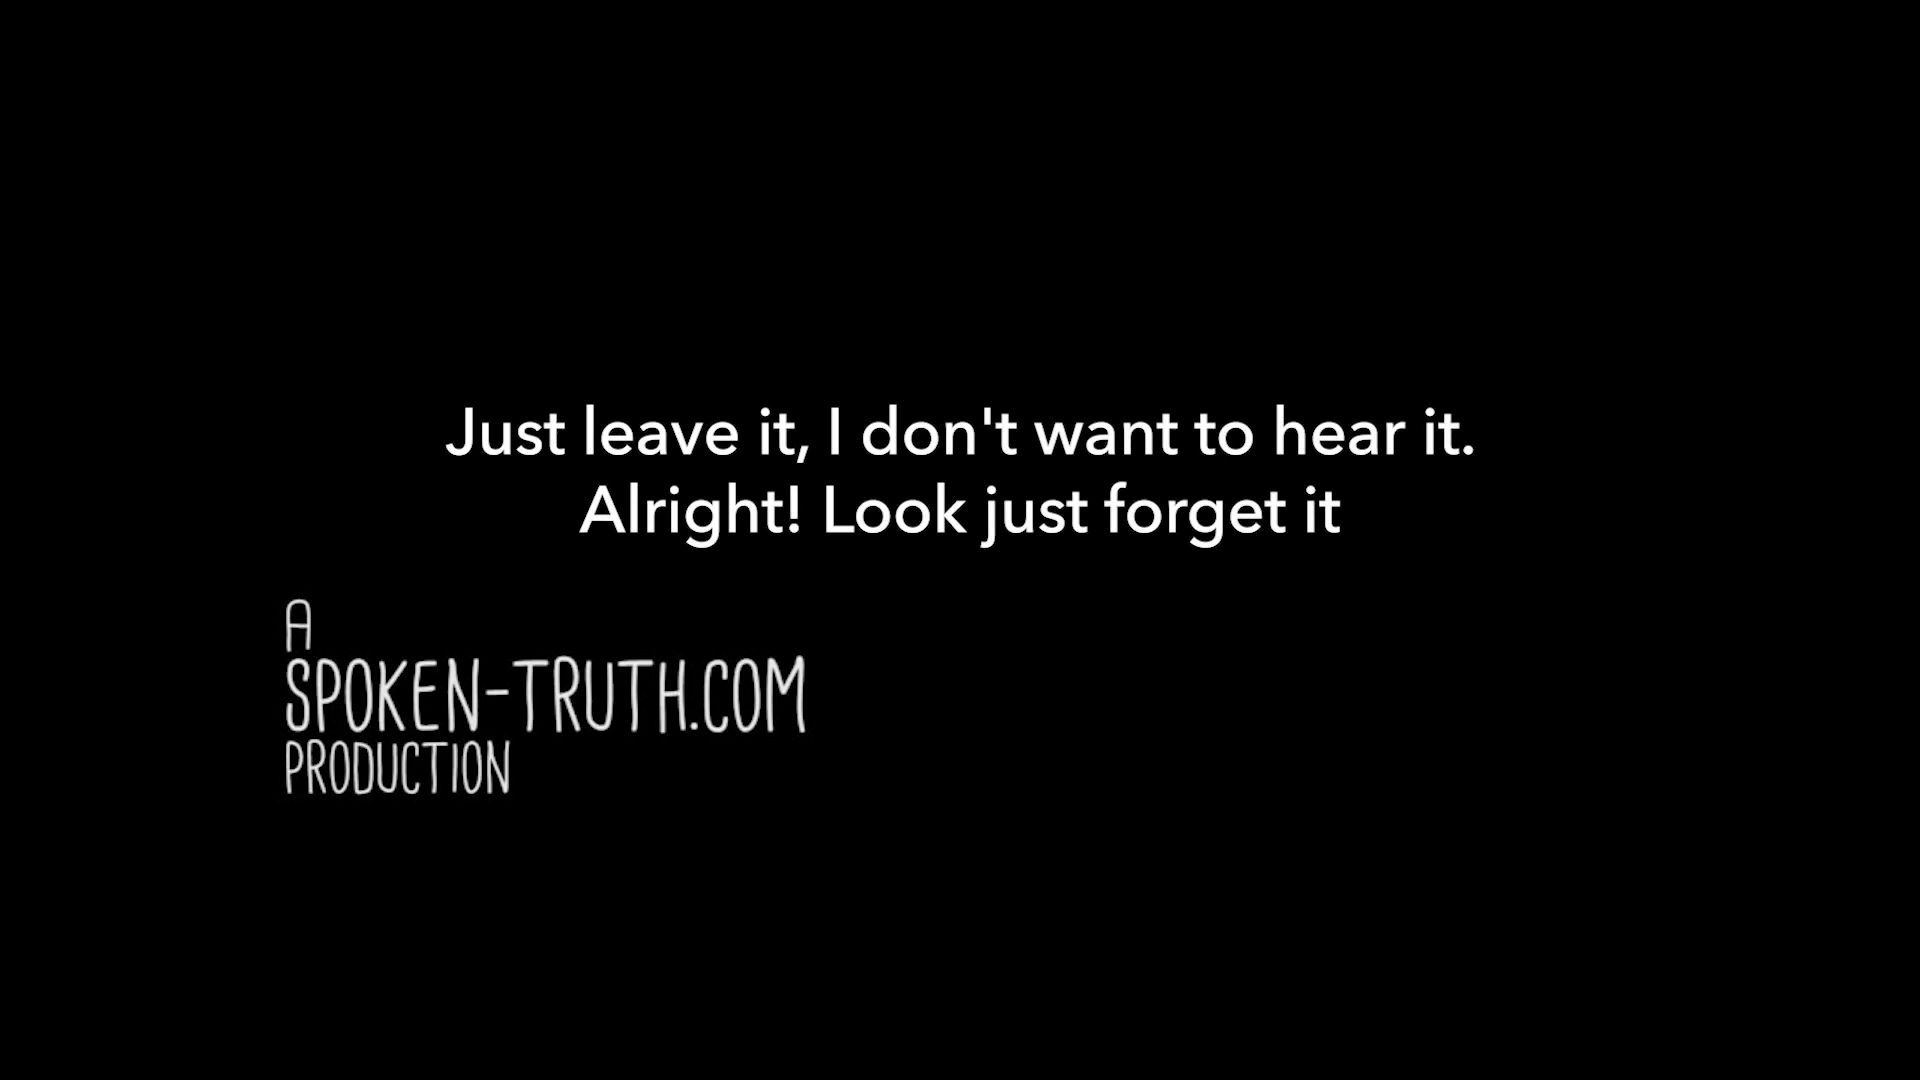 Just leave it, I don't want to hear it.
Alright! Look just forget it
A
SPOKEN-TRUTH.COM
PRODUCTION